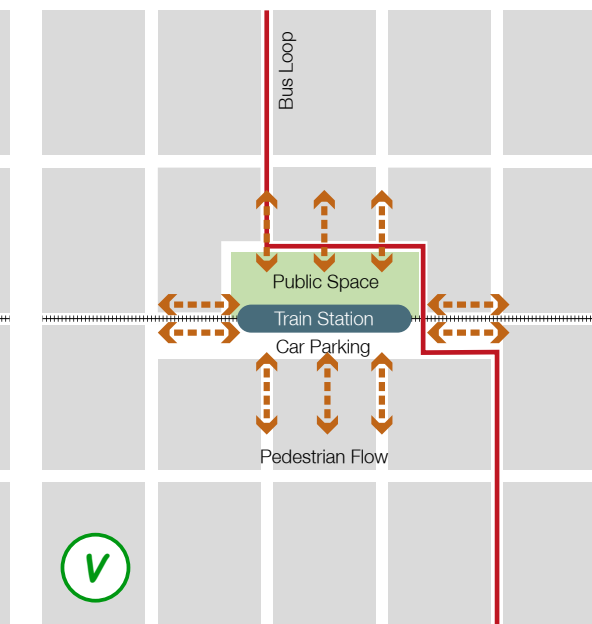 Bus Loop
Public Space
Train Station
Car Parking
Pedestrian Flow
V